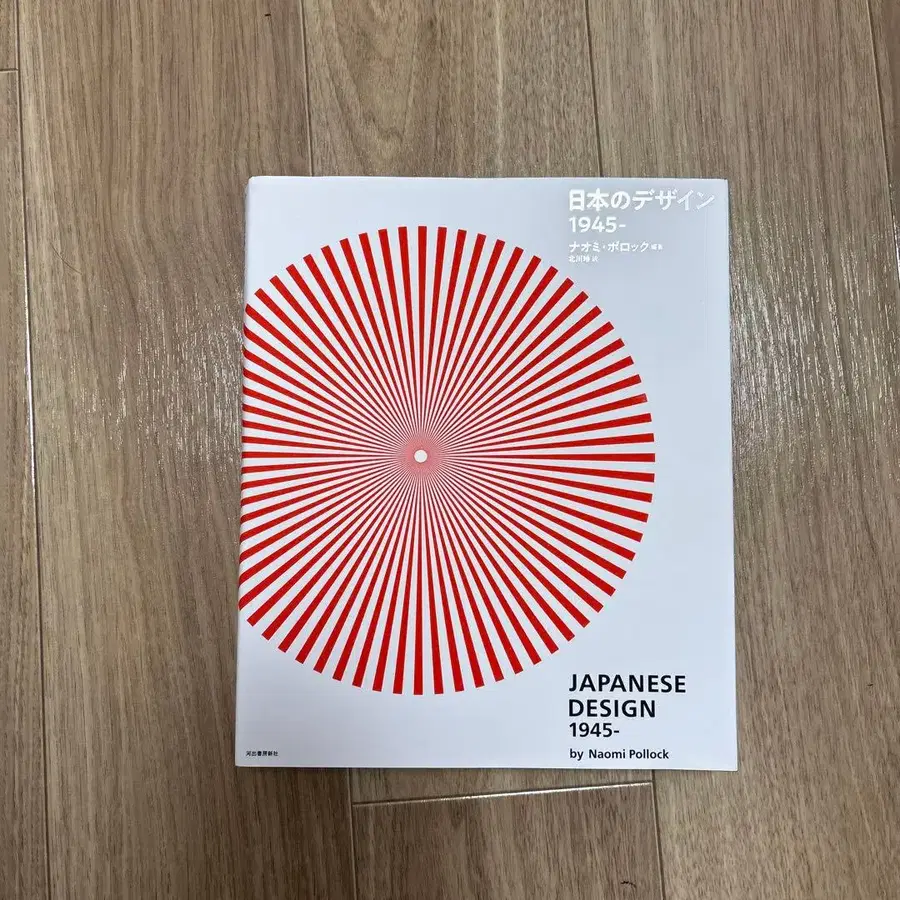 日本のデザイン
1945-
ナオミ・ポロック 編著
北川玲 訳
JAPANESE
DESIGN
1945-
by Naomi Pollock
河出書房新社